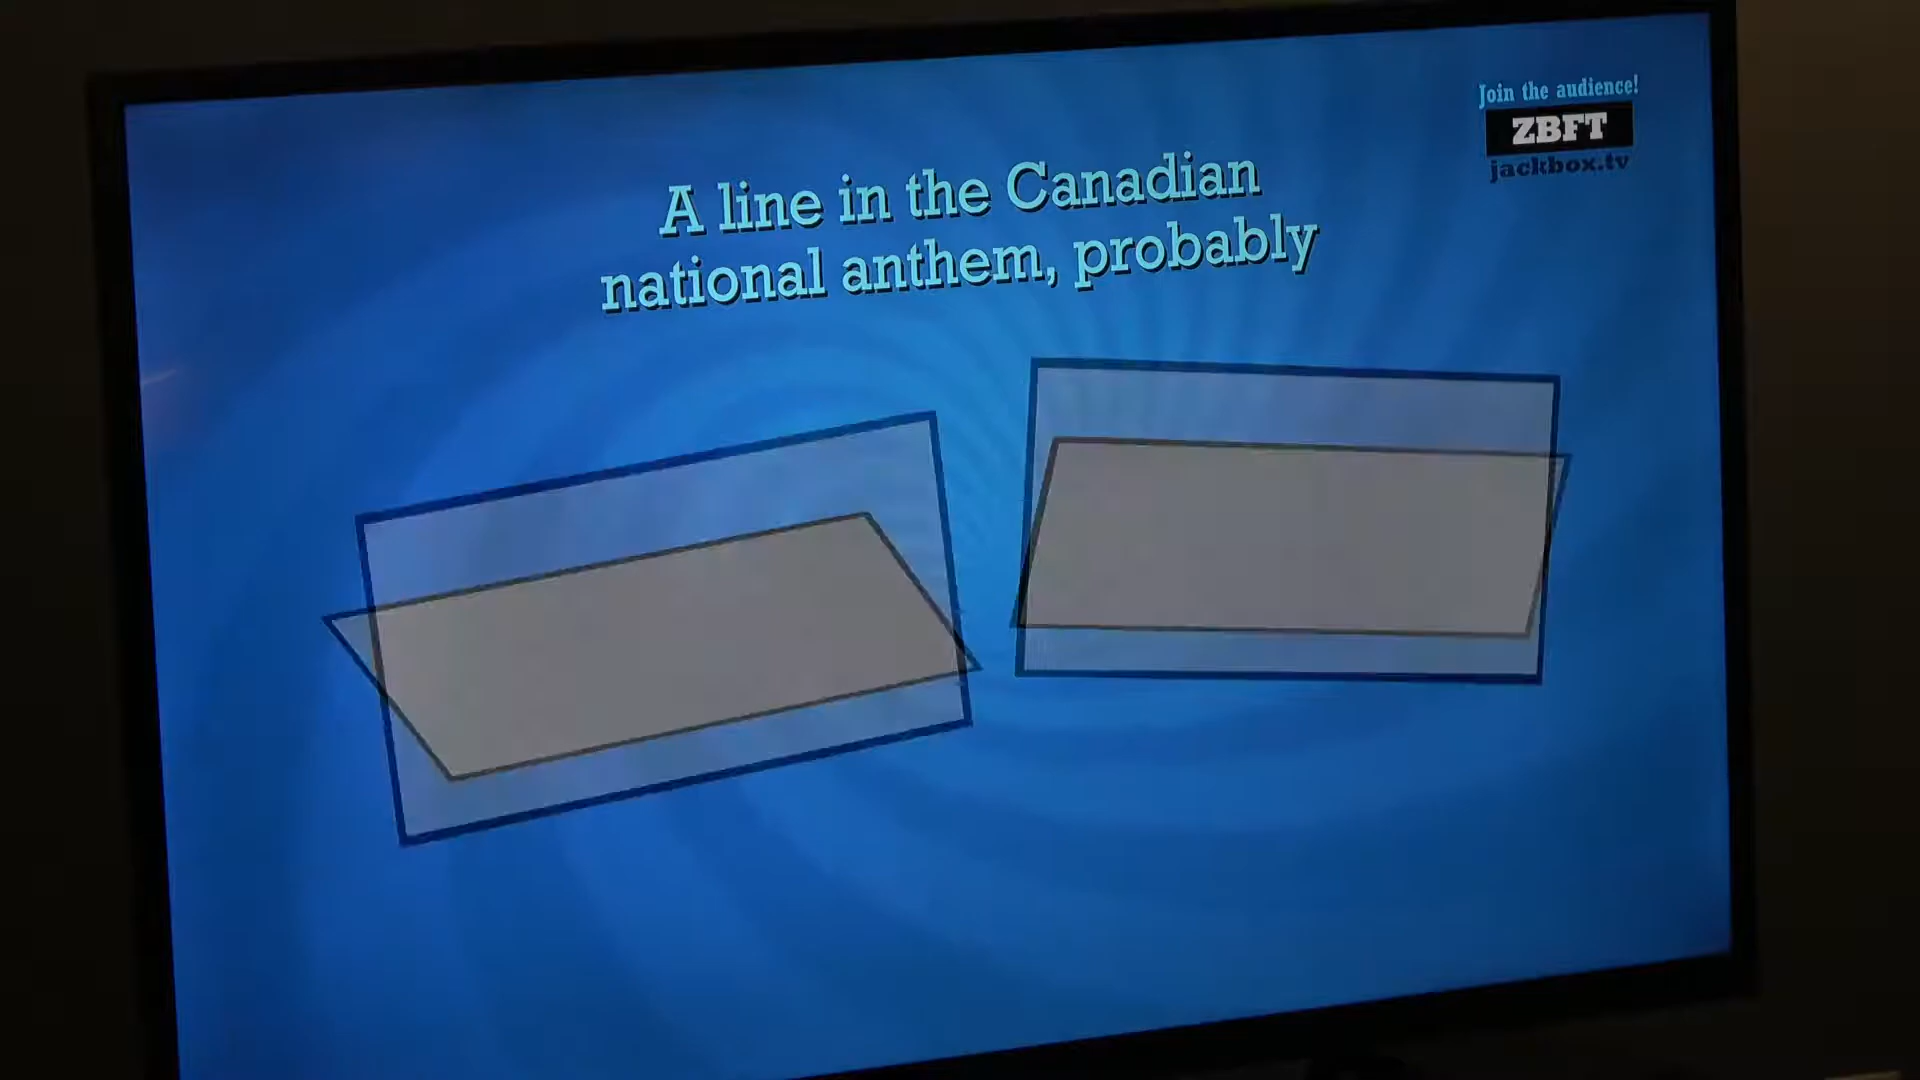 Join the audience!
ZBFT
jackbox.tv
A line in the Canadian
national anthem, probably